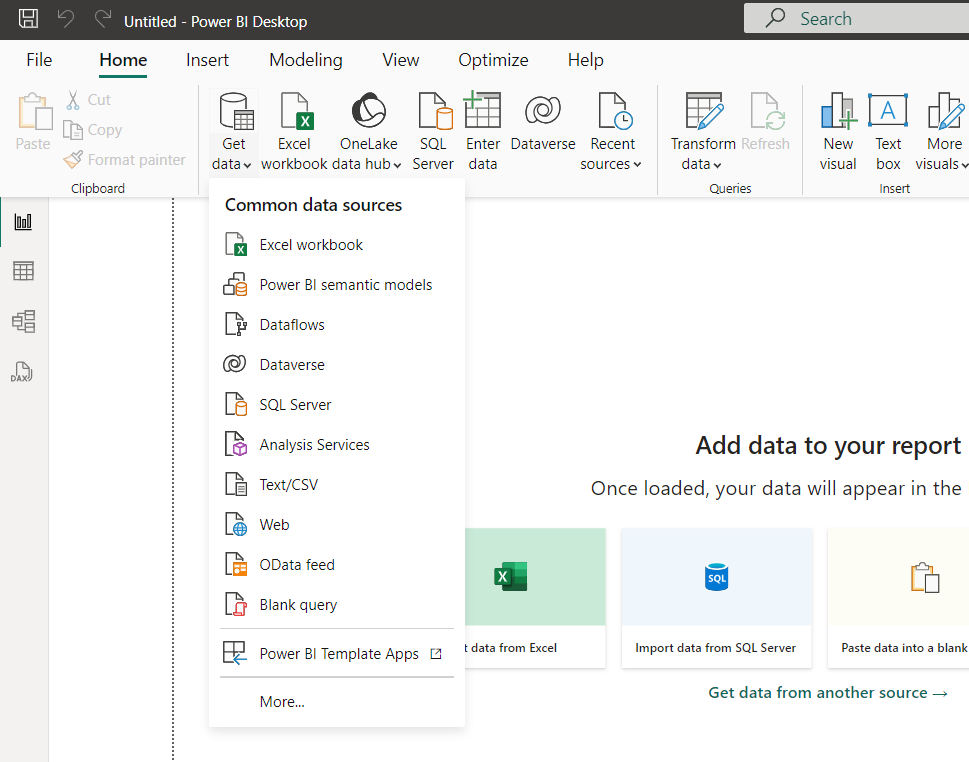 Untitled - Power BI Desktop
Search
File Home Insert Modeling View Optimize Help
Paste
Cut
Copy
Format painter
Clipboard
Get data
Excel workbook
OneLake data hub
SQL Server
Enter data
Dataverse
Recent sources
Transform data
Refresh
Queries
New visual
Text box
More visuals
Insert
A
X
DAX
Common data sources
Excel workbook
Power BI semantic models
Dataflows
Dataverse
SQL Server
Analysis Services
Text/CSV
Web
OData feed
Blank query
Power BI Template Apps
More...
Add data to your report
Once loaded, your data will appear in the
X
SQL
data from Excel
Import data from SQL Server
Paste data into a blank
Get data from another source →